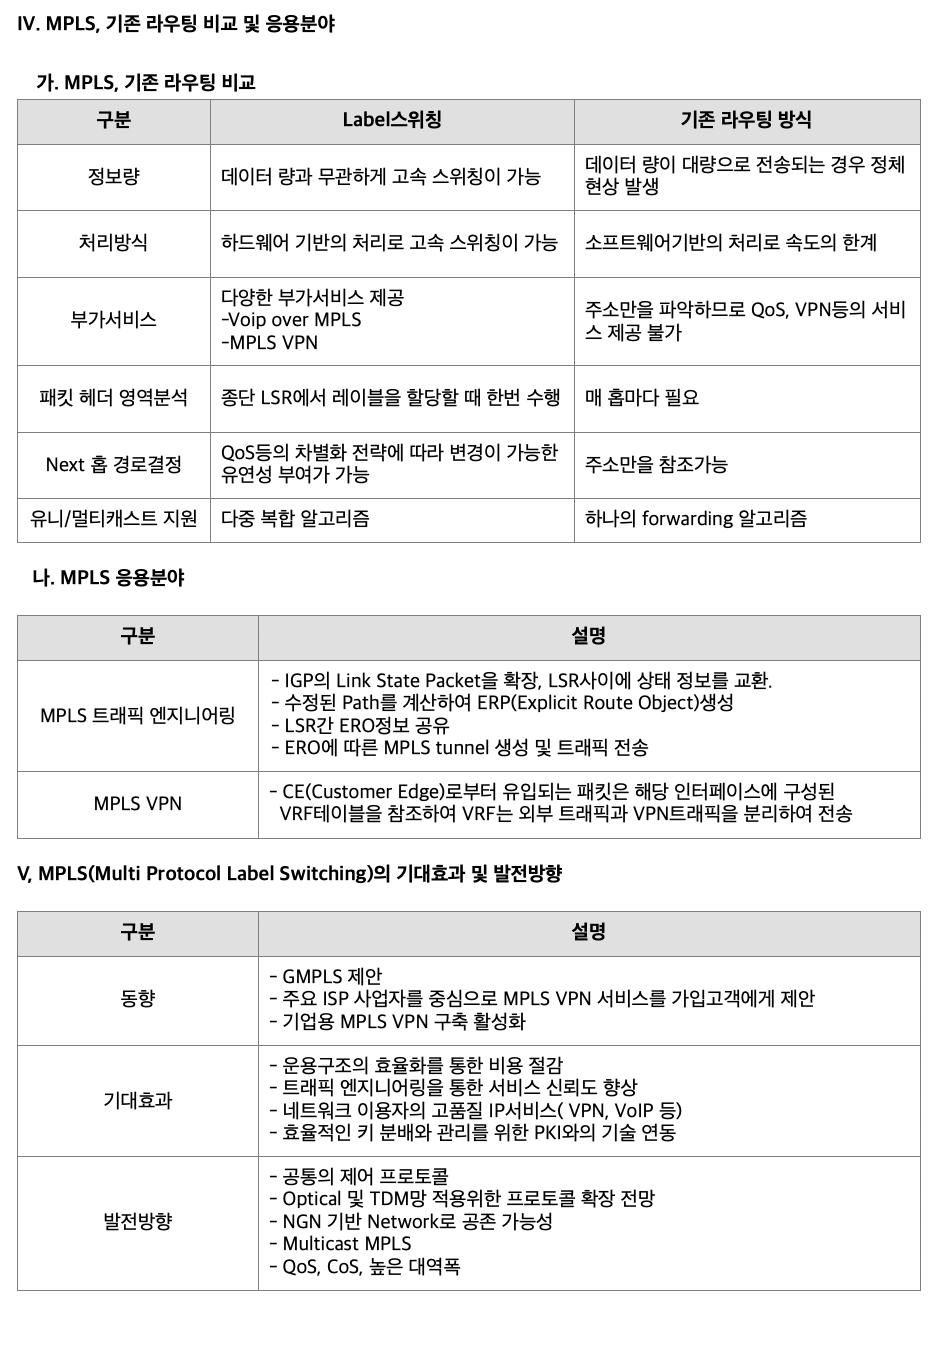 IV. MPLS, 기존 라우팅 비교 및 응용분야
가. MPLS, 기존 라우팅 비교
구분
Label스위칭
기존 라우팅 방식
정보량
데이터 량과 무관하게 고속 스위칭이 가능
데이터 량이 대량으로 전송되는 경우 정체
현상 발생
처리방식
하드웨어 기반의 처리로 고속 스위칭이 가능
소프트웨어기반의 처리로 속도의 한계
부가서비스
다양한 부가서비스 제공
-Voip over MPLS
-MPLS VPN
주소만을 파악하므로 QoS, VPN등의 서비
스 제공 불가
패킷 헤더 영역분석
종단 LSR에서 레이블을 할당할 때 한번 수행
매 홉마다 필요
Next 홉 경로결정
QoS등의 차별화 전략에 따라 변경이 가능한
유연성 부여가 가능
주소만을 참조가능
유니/멀티캐스트 지원
다중 복합 알고리즘
하나의 forwarding 알고리즘
나. MPLS 응용분야
구분
설명
MPLS 트래픽 엔지니어링
- IGP의 Link State Packet을 확장, LSR사이에 상태 정보를 교환.
- 수정된 Path를 계산하여 ERP(Explicit Route Object)생성
- LSR간 ERO정보 공유
- ERO에 따른 MPLS tunnel 생성 및 트래픽 전송
MPLS VPN
- CE(Customer Edge)로부터 유입되는 패킷은 해당 인터페이스에 구성된
VRF테이블을 참조하여 VRF는 외부 트래픽과 VPN트래픽을 분리하여 전송
V, MPLS(Multi Protocol Label Switching)의 기대효과 및 발전방향
구분
설명
동향
- GMPLS 제안
- 주요 ISP 사업자를 중심으로 MPLS VPN 서비스를 가입고객에게 제안
- 기업용 MPLS VPN 구축 활성화
기대효과
- 운용구조의 효율화를 통한 비용 절감
- 트래픽 엔지니어링을 통한 서비스 신뢰도 향상
- 네트워크 이용자의 고품질 IP서비스( VPN, VoIP 등)
- 효율적인 키 분배와 관리를 위한 PKI와의 기술 연동
발전방향
- 공통의 제어 프로토콜
- Optical 및 TDM망 적용위한 프로토콜 확장 전망
- NGN 기반 Network로 공존 가능성
- Multicast MPLS
- QoS, CoS, 높은 대역폭